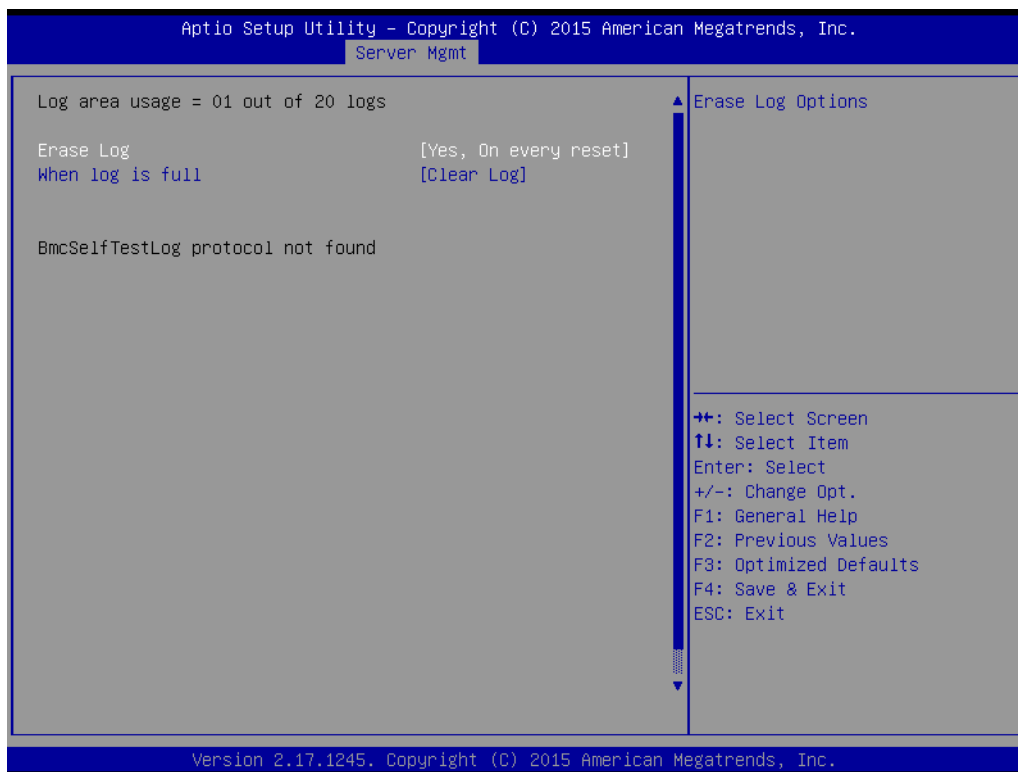 Aptio Setup Utility – Copyright (C) 2015 American Megatrends, Inc.
Server Mgmt
Log area usage = 01 out of 20 logs
Erase Log [Yes, On every reset]
When log is full [Clear Log]
BmcSelfTestLog protocol not found
Erase Log Options
→←: Select Screen
↑↓: Select Item
Enter: Select
+/-: Change Opt.
F1: General Help
F2: Previous Values
F3: Optimized Defaults
F4: Save & Exit
ESC: Exit
Version 2.17.1245. Copyright (C) 2015 American Megatrends, Inc.